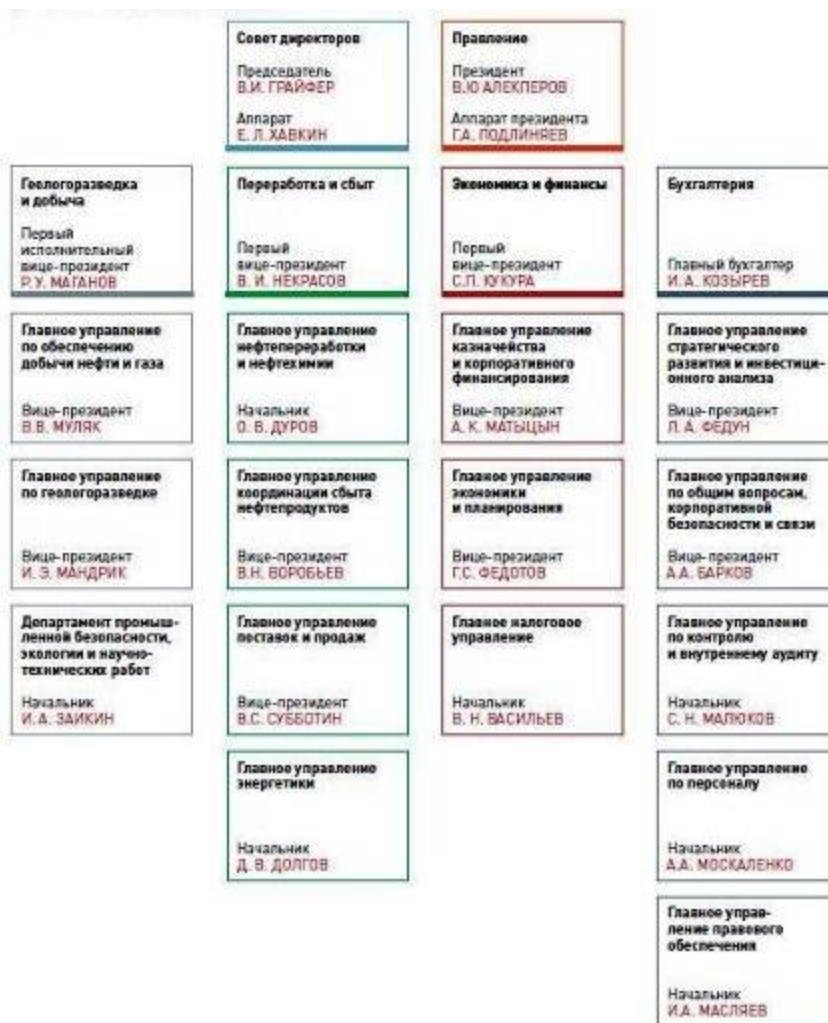 Совет директоров
Председатель
В.И. ГРАЙФЕР
Аппарат
Е. Л. ХАВКИН
Правление
Президент
В.Ю АЛЕКПЕРОВ
Аппарат президента
Г.А. ПОДЛИНЯЕВ
Геологоразведка
и добыча
Первый
исполнительный
вице-президент
Р.У. МАГАНОВ
Переработка и сбыт
Первый
вице-президент
В. И. НЕКРАСОВ
Экономика и финансы
Первый
вице-президент
С.П. КУКУРА
Бухгалтерия
Главный бухгалтер
И.А. КОЗЫРЕВ
Главное управление
по обеспечению
добычи нефти и газа
Вице-президент
В.В. МУЛЯК
Главное управление
нефтепереработки
и нефтехимии
Начальник
О. В. ДУРОВ
Главное управление
казначейства
и корпоративного
финансирования
Вице-президент
А. К. МАТЫЦЫН
Главное управление
стратегического
развития и инвестици-
онного анализа
Вице-президент
Л. А. ФЕДУН
Главное управление
по геологоразведке
Вице-президент
И. Э. МАНДРИК
Главное управление
координации сбыта
нефтепродуктов
Вице-президент
В.Н. ВОРОБЬЕВ
Главное управление
экономики
и планирования
Вице-президент
Г.С. ФЕДОТОВ
Главное управление
по общим вопросам,
корпоративной
безопасности и связи
Вице-президент
А.А. БАРКОВ
Департамент промыш-
ленной безопасности,
экологии и научно-
технических работ
Начальник
И.А. ЗАИКИН
Главное управление
поставок и продаж
Вице-президент
В.С. СУББОТИН
Главное налоговое
управление
Начальник
В. Н. ВАСИЛЬЕВ
Главное управление
по контролю
и внутреннему аудиту
Начальник
С. Н. МАЛЮКОВ
Главное управление
энергетики
Начальник
Д. В. ДОЛГОВ
Главное управление
по персоналу
Начальник
А.А. МОСКАЛЕНКО
Главное управ-
ление правового
обеспечения
Начальник
И.А. МАСЛЯЕВ